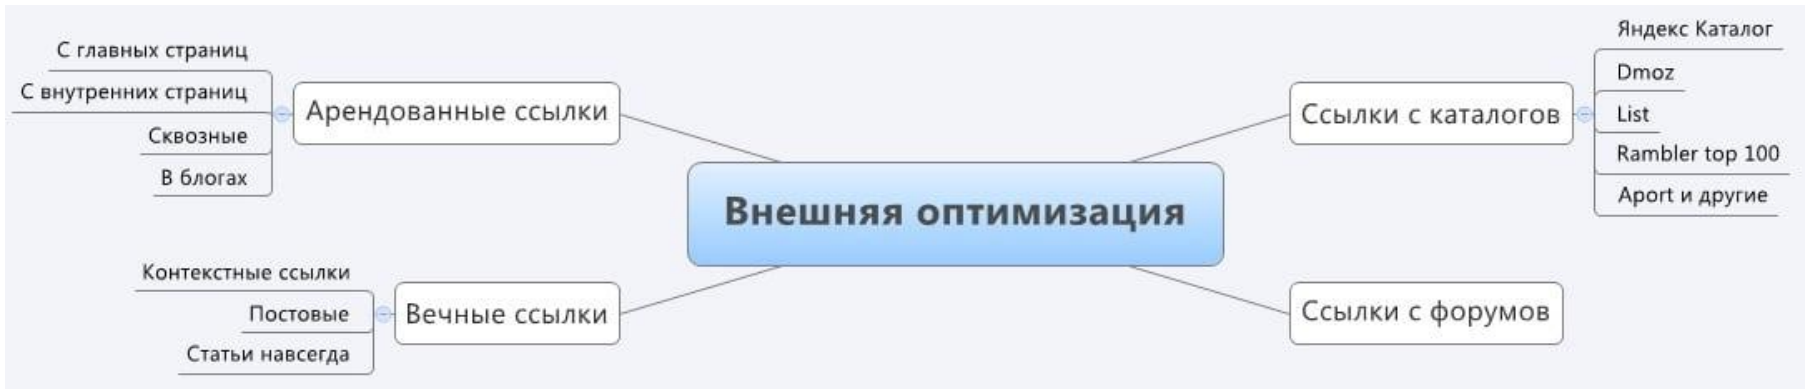 С главных страниц
С внутренних страниц
Сквозные
В блогах
Арендованные ссылки
Контекстные ссылки
Постовые
Статьи навсегда
Вечные ссылки
Внешняя оптимизация
Ссылки с каталогов
Яндекс Каталог
Dmoz
List
Rambler top 100
Aport и другие
Ссылки с форумов